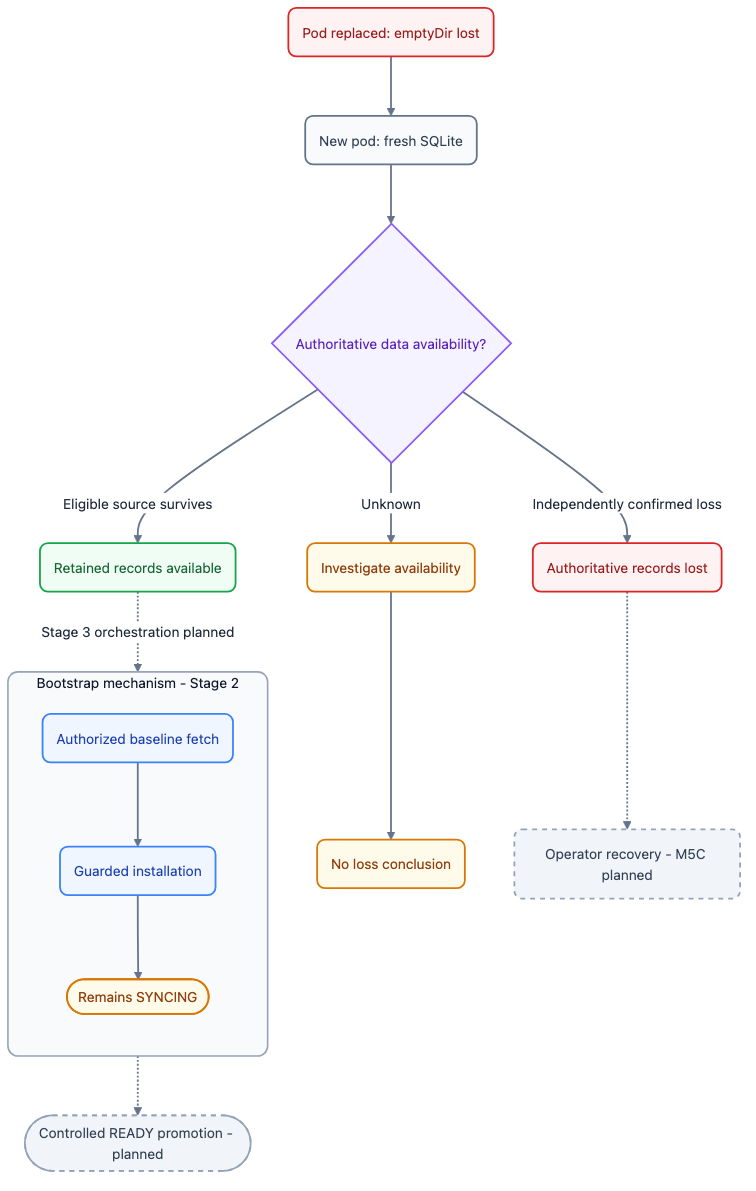 Pod replaced: emptyDir lost
New pod: fresh SQLite
Authoritative data availability?
Eligible source survives
Unknown
Independently confirmed loss
Retained records available
Investigate availability
Authoritative records lost
Stage 3 orchestration planned
Bootstrap mechanism - Stage 2
Authorized baseline fetch
Guarded installation
No loss conclusion
Operator recovery - M5C
planned
Remains SYNCING
Controlled READY promotion -
planned